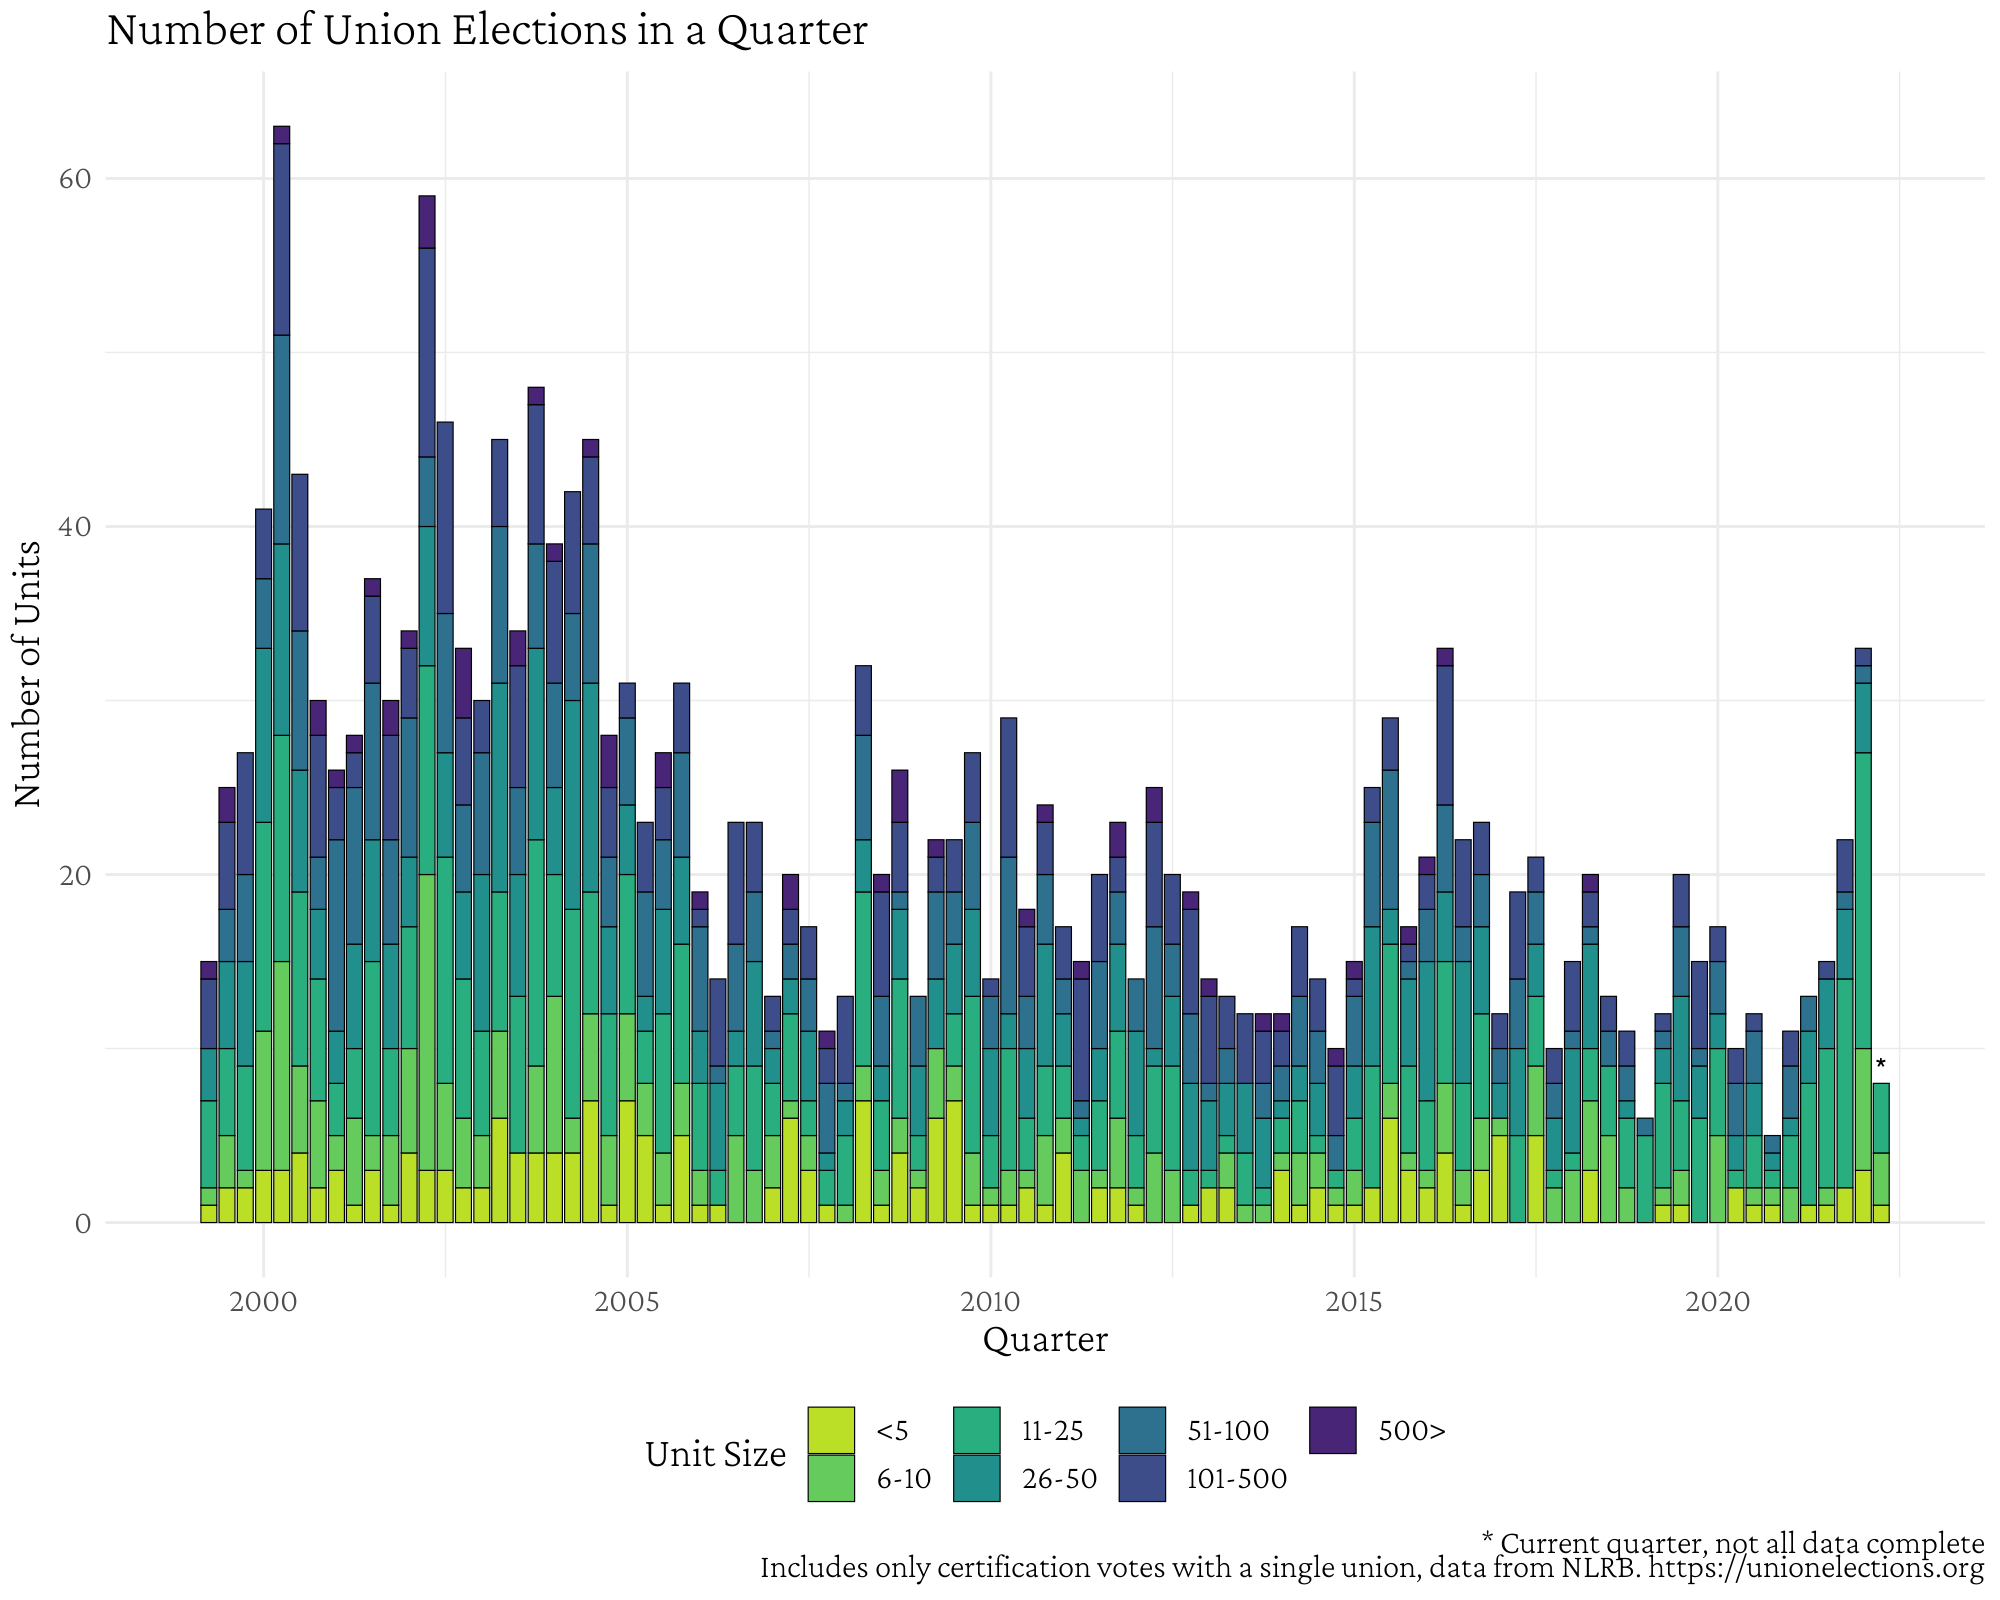 Number of Union Elections in a Quarter
Number of Units
60
40
20
0
*
2000 2005 2010 2015 2020
Quarter
Unit Size
<5 11-25 51-100 500>
6-10 26-50 101-500
* Current quarter, not all data complete
Includes only certification votes with a single union, data from NLRB. https://unionelections.org